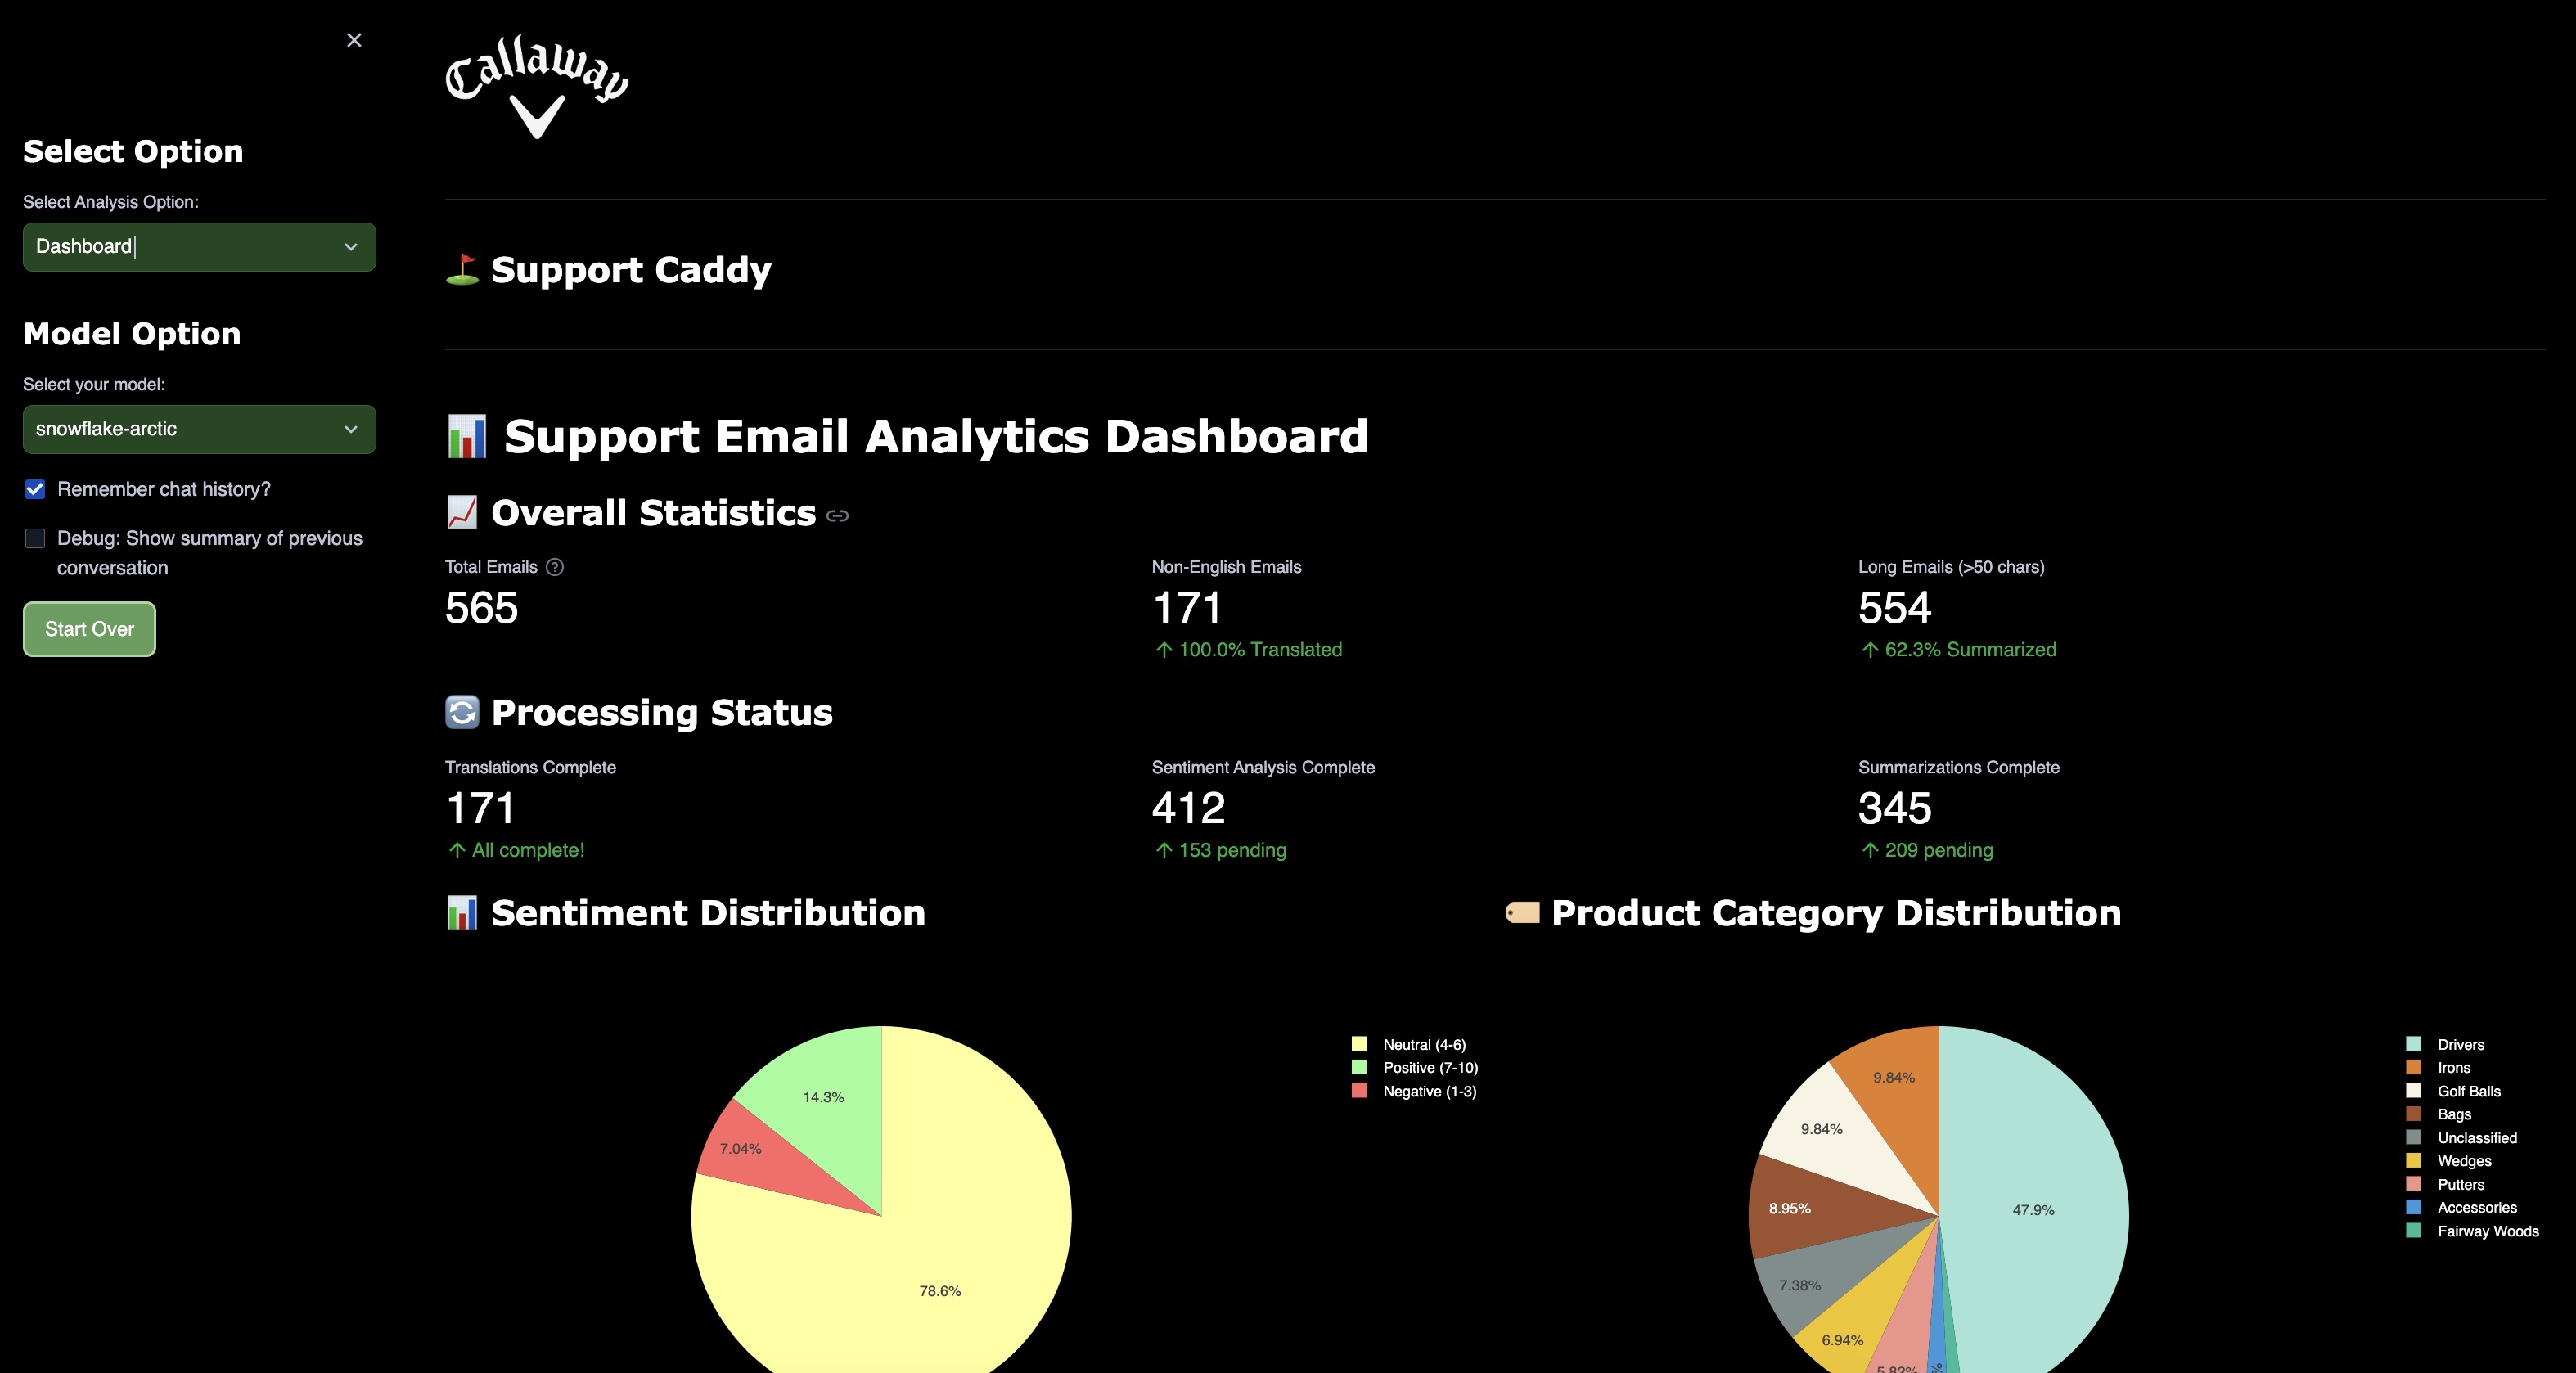 Callaway
Select Option
Select Analysis Option:
Dashboard
Model Option
Select your model:
snowflake-arctic
Remember chat history?
Debug: Show summary of previous
conversation
Start Over
Support Caddy
Support Email Analytics Dashboard
Overall Statistics
Total Emails
565
Non-English Emails
171
100.0% Translated
Long Emails (>50 chars)
554
62.3% Summarized
Processing Status
Translations Complete
171
All complete!
Sentiment Analysis Complete
412
153 pending
Summarizations Complete
345
209 pending
Sentiment Distribution
14.3%
7.04%
78.6%
Neutral (4-6)
Positive (7-10)
Negative (1-3)
Product Category Distribution
9.84%
9.84%
8.95%
47.9%
7.38%
6.94%
5.82%
Drivers
Irons
Golf Balls
Bags
Unclassified
Wedges
Putters
Accessories
Fairway Woods